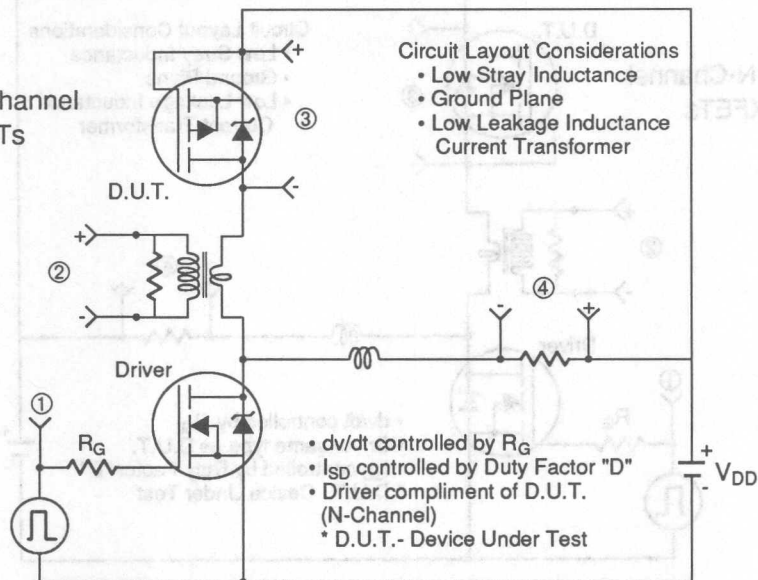 Circuit Layout Considerations
• Low Stray Inductance
• Ground Plane
• Low Leakage Inductance
Current Transformer
hannel
Ts
+
③
D.U.T.
-
+
②
-
④
-
+
Driver
①
R_G
• dv/dt controlled by R_G
• I_SD controlled by Duty Factor "D"
• Driver compliment of D.U.T.
(N-Channel)
* D.U.T.- Device Under Test
+
V_DD
-